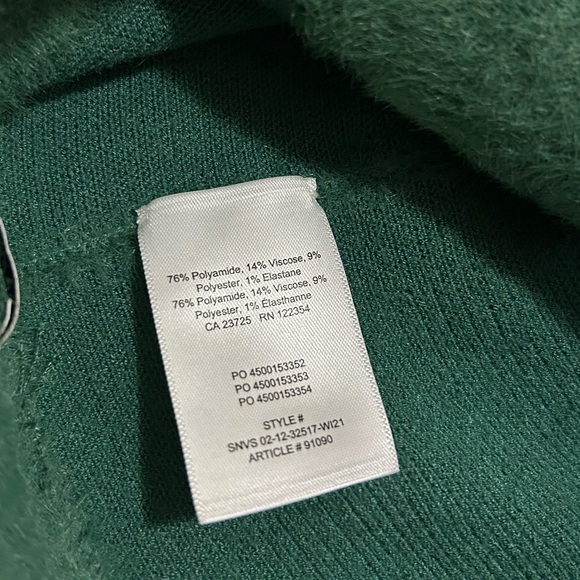 76% Polyamide, 14% Viscose, 9%
Polyester, 1% Elastane
76% Polyamide, 14% Viscose, 9%
Polyester, 1% Élasthanne
CA 23725 RN 122354
PO 4500153352
PO 4500153353
PO 4500153354
STYLE #
SNVS 02-12-32517-WI21
ARTICLE # 91090